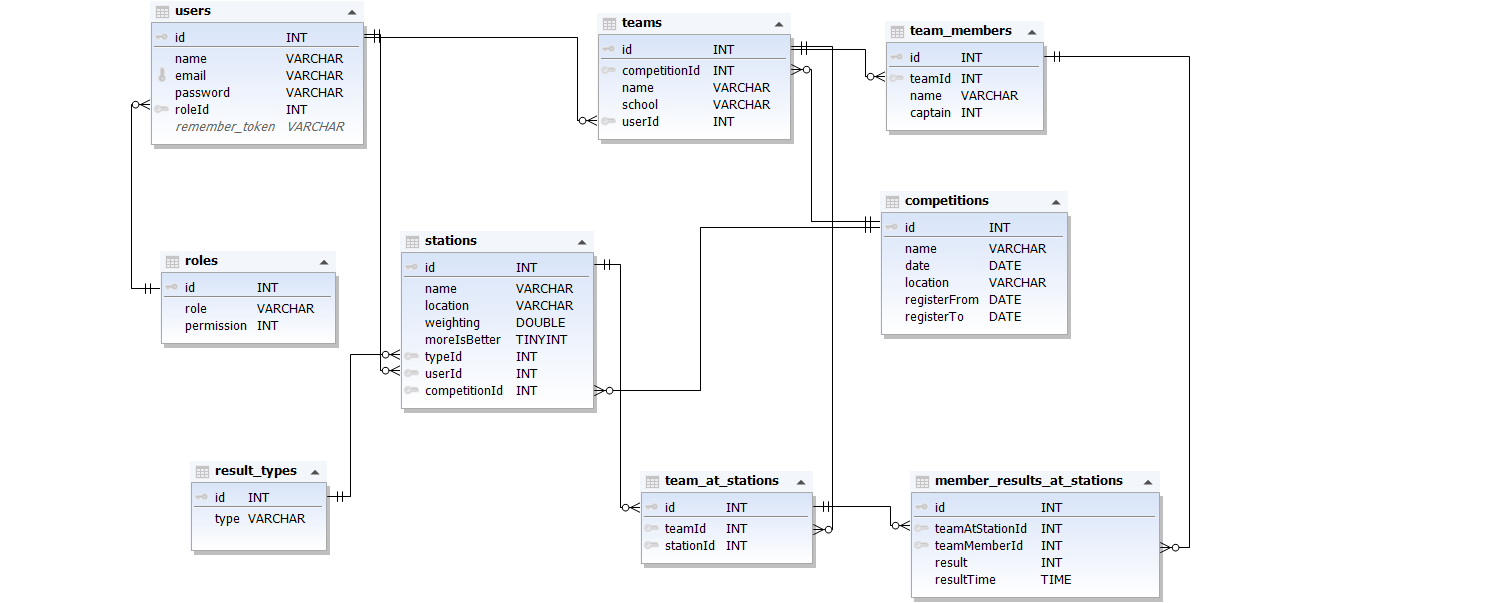 users
id INT
name VARCHAR
email VARCHAR
password VARCHAR
roleId INT
remember_token VARCHAR
teams
id INT
competitionId INT
name VARCHAR
school VARCHAR
userId INT
team_members
id INT
teamId INT
name VARCHAR
captain INT
competitions
id INT
name VARCHAR
date DATE
location VARCHAR
registerFrom DATE
registerTo DATE
stations
id INT
name VARCHAR
location VARCHAR
weighting DOUBLE
moreIsBetter TINYINT
typeId INT
userId INT
competitionId INT
roles
id INT
role VARCHAR
permission INT
result_types
id INT
type VARCHAR
team_at_stations
id INT
teamId INT
stationId INT
member_results_at_stations
id INT
teamAtStationId INT
teamMemberId INT
result INT
resultTime TIME